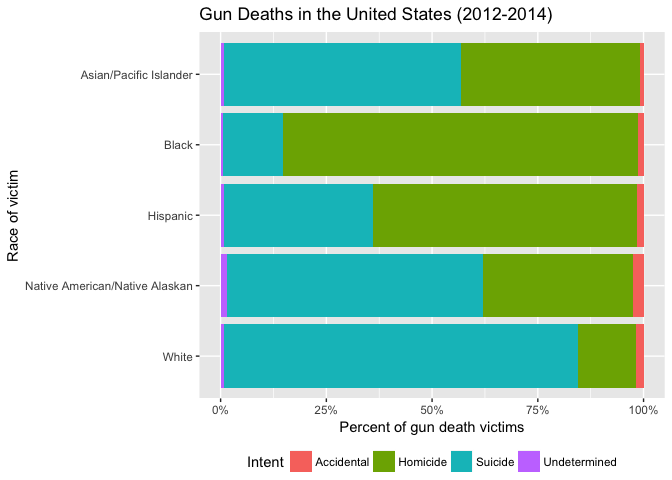 Gun Deaths in the United States (2012-2014)
Race of victim
Asian/Pacific Islander
Black
Hispanic
Native American/Native Alaskan
White
0% 25% 50% 75% 100%
Percent of gun death victims
Intent Accidental Homicide Suicide Undetermined